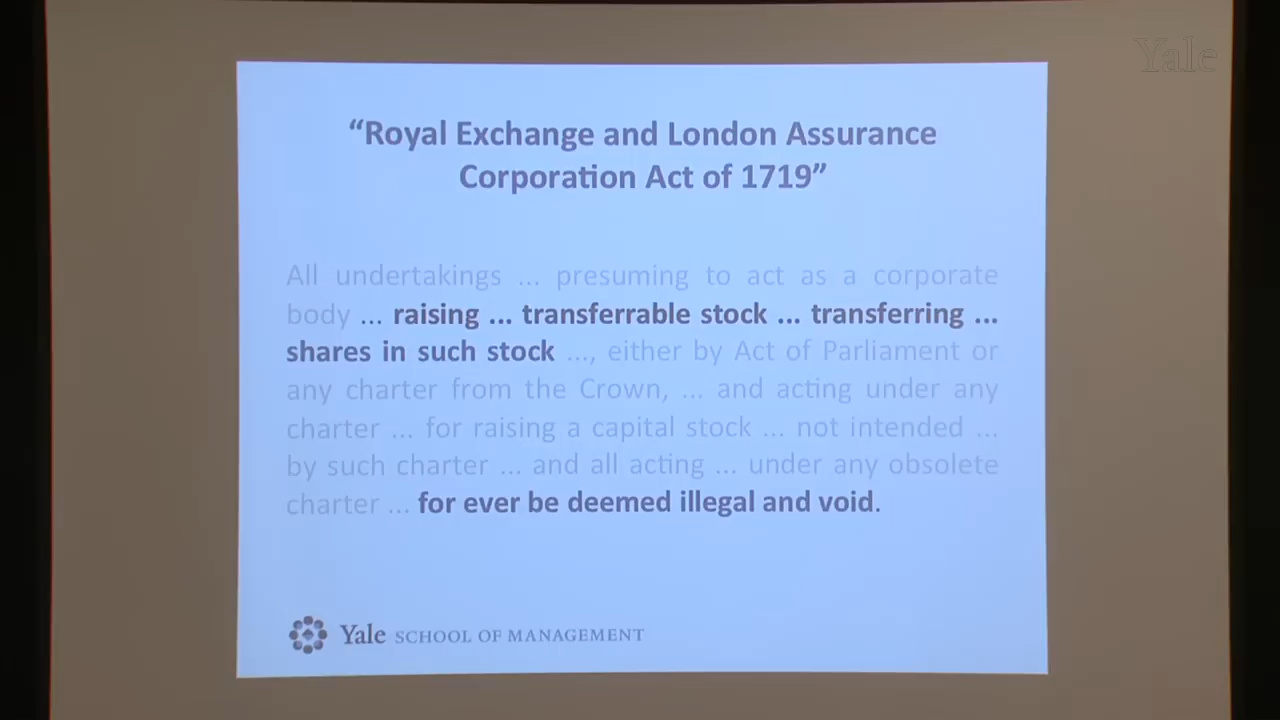 Yale
“Royal Exchange and London Assurance
Corporation Act of 1719”
All undertakings ... presuming to act as a corporate
body ... raising ... transferrable stock ... transferring ...
shares in such stock ..., either by Act of Parliament or
any charter from the Crown, ... and acting under any
charter ... for raising a capital stock ... not intended ...
by such charter ... and all acting ... under any obsolete
charter ... for ever be deemed illegal and void.
Yale SCHOOL OF MANAGEMENT